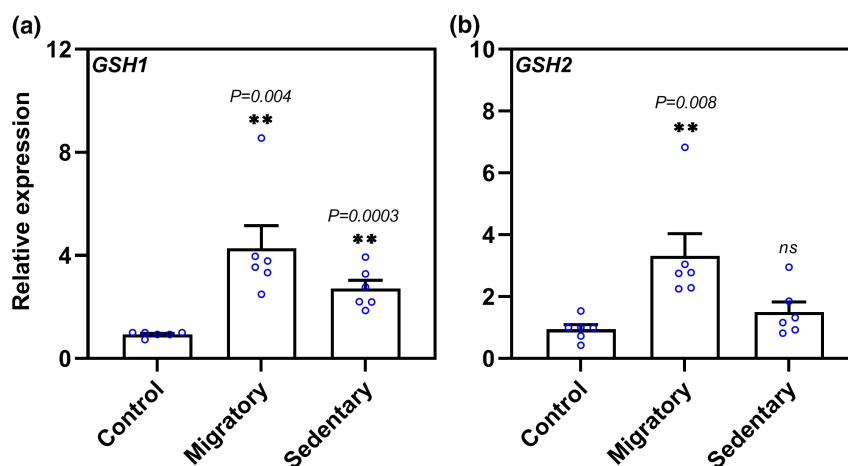 (a)
Relative expression
12
8
4
0
GSH1
P=0.004
**
P=0.0003
**
Control
Migratory
Sedentary
(b)
10
8
6
4
2
0
GSH2
P=0.008
**
ns
Control
Migratory
Sedentary